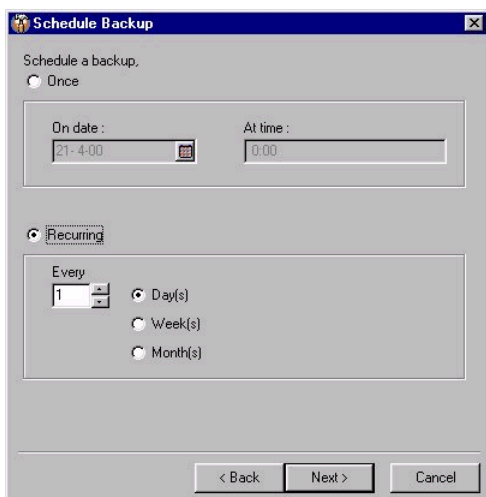 Schedule Backup
Schedule a backup,
Once
On date :
At time :
21- 4-00
0:00
Recurring
Every
1
Day(s)
Week(s)
Month(s)
< Back
Next >
Cancel